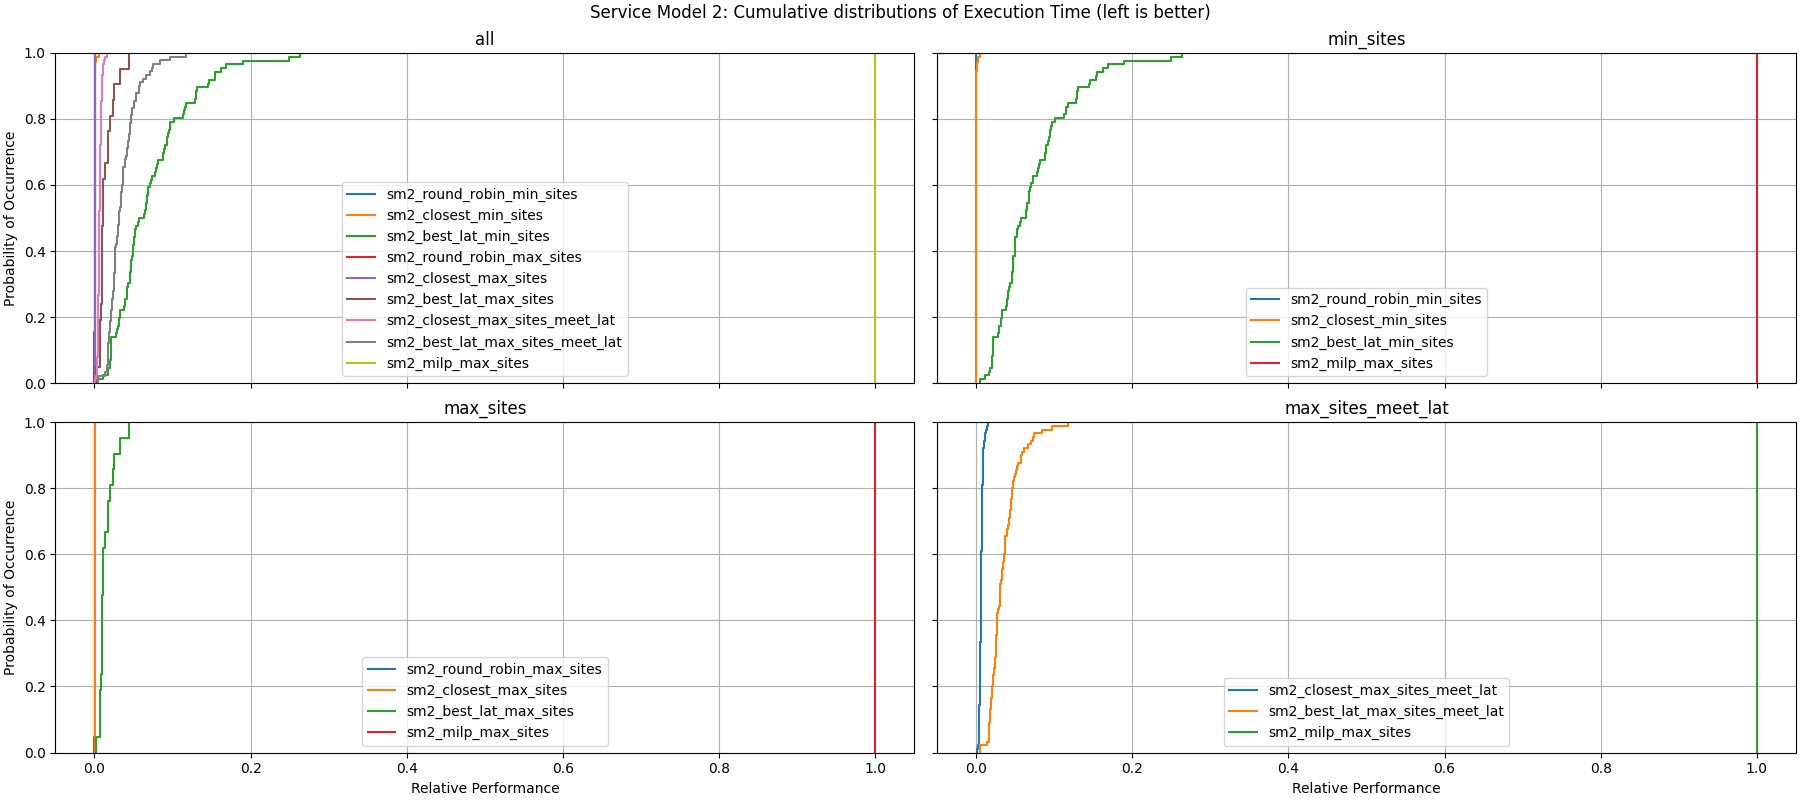 Service Model 2: Cumulative distributions of Execution Time (left is better)
all
Probability of Occurrence
1.0
0.8
0.6
0.4
0.2
0.0
sm2_round_robin_min_sites
sm2_closest_min_sites
sm2_best_lat_min_sites
sm2_round_robin_max_sites
sm2_closest_max_sites
sm2_best_lat_max_sites
sm2_closest_max_sites_meet_lat
sm2_best_lat_max_sites_meet_lat
sm2_milp_max_sites
min_sites
sm2_round_robin_min_sites
sm2_closest_min_sites
sm2_best_lat_min_sites
sm2_milp_max_sites
max_sites
Probability of Occurrence
1.0
0.8
0.6
0.4
0.2
0.0
sm2_round_robin_max_sites
sm2_closest_max_sites
sm2_best_lat_max_sites
sm2_milp_max_sites
0.0 0.2 0.4 0.6 0.8 1.0
Relative Performance
max_sites_meet_lat
sm2_closest_max_sites_meet_lat
sm2_best_lat_max_sites_meet_lat
sm2_milp_max_sites
0.0 0.2 0.4 0.6 0.8 1.0
Relative Performance